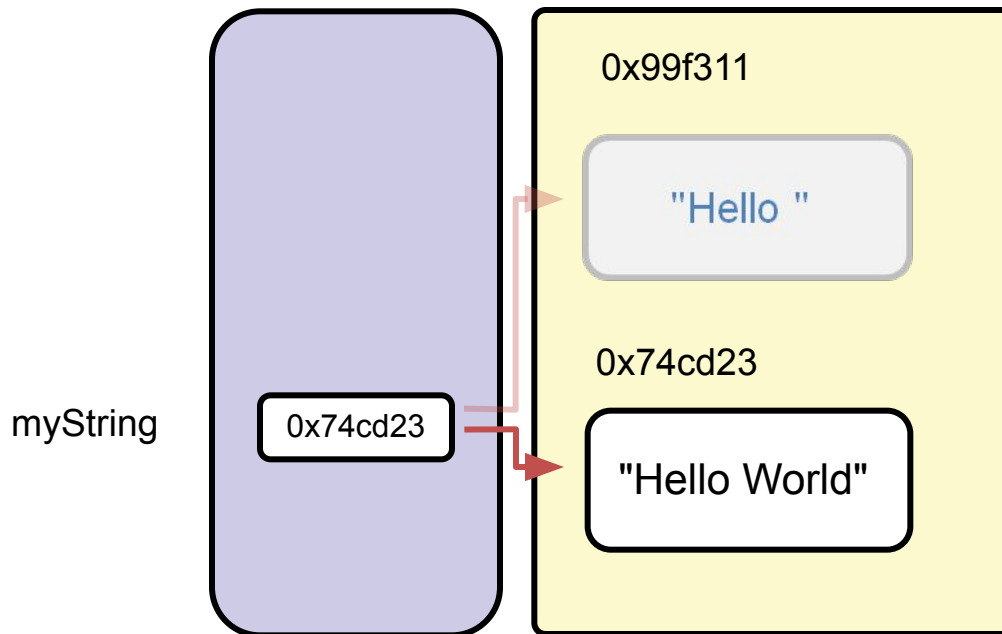 0x99f311
"Hello "
0x74cd23
myString
0x74cd23
"Hello World"